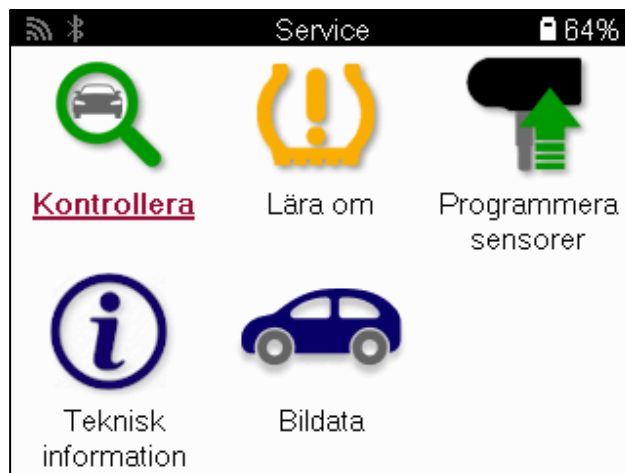 Service 64%
Kontrollera
Lära om
Programmera
sensorer
Teknisk
information
Bildata